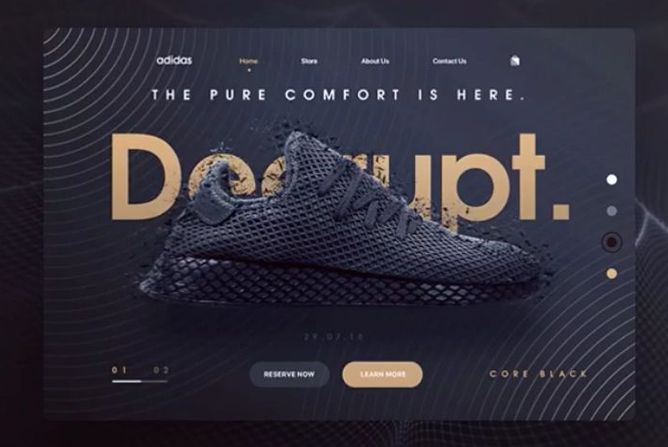 adidas Home Store About Us Contact Us
THE PURE COMFORT IS HERE.
Deerupt.
29.07.18
01 02 RESERVE NOW LEARN MORE CORE BLACK